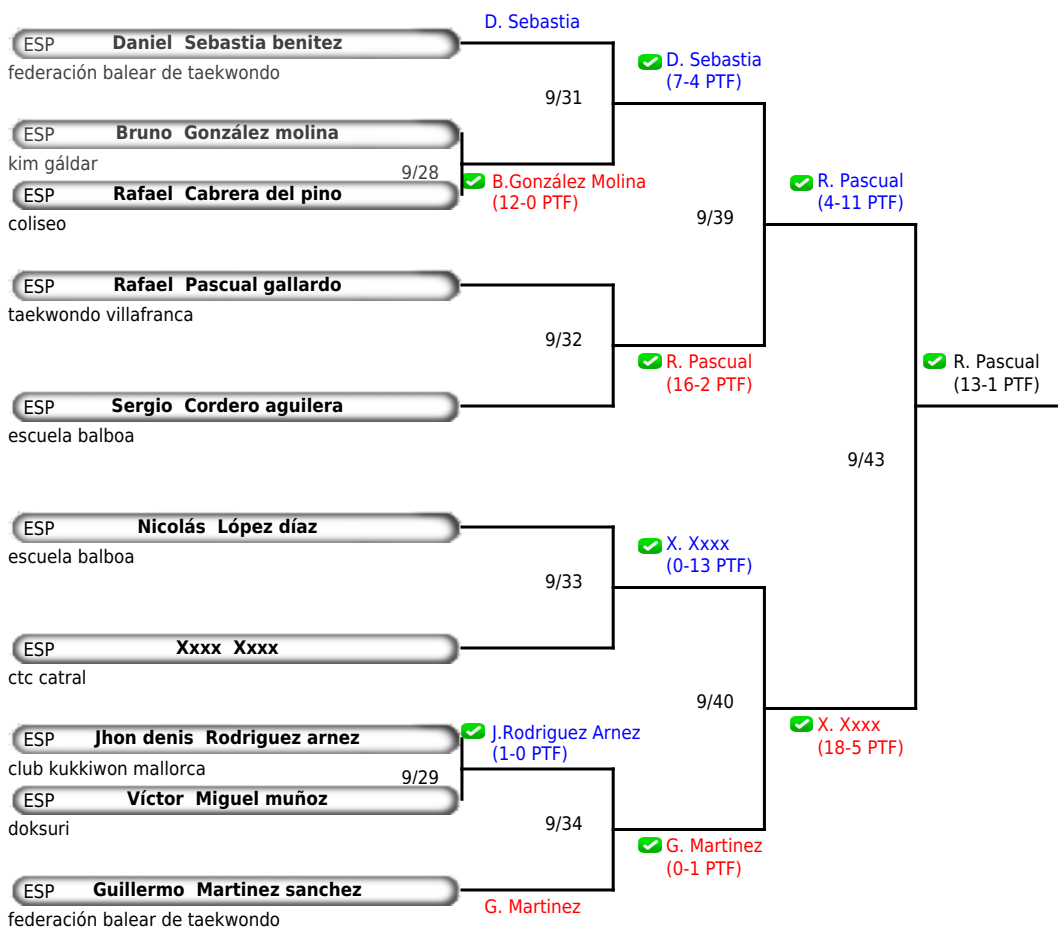 D. Sebastia
ESP Daniel Sebastia benitez
federación balear de taekwondo
D. Sebastia
(7-4 PTF)
9/31
ESP Bruno González molina
kim gáldar
9/28
B.González Molina
(12-0 PTF)
ESP Rafael Cabrera del pino
coliseo
R. Pascual
(4-11 PTF)
9/39
ESP Rafael Pascual gallardo
taekwondo villafranca
9/32
R. Pascual
(16-2 PTF)
R. Pascual
(13-1 PTF)
ESP Sergio Cordero aguilera
escuela balboa
9/43
ESP Nicolás López díaz
escuela balboa
X. Xxxx
(0-13 PTF)
9/33
ESP Xxxx Xxxx
ctc catral
9/40
J.Rodriguez Arnez
(1-0 PTF)
ESP Jhon denis Rodriguez arnez
club kukkiwon mallorca
9/29
X. Xxxx
(18-5 PTF)
ESP Víctor Miguel muñoz
doksuri
9/34
G. Martinez
(0-1 PTF)
ESP Guillermo Martinez sanchez
federación balear de taekwondo
G. Martinez